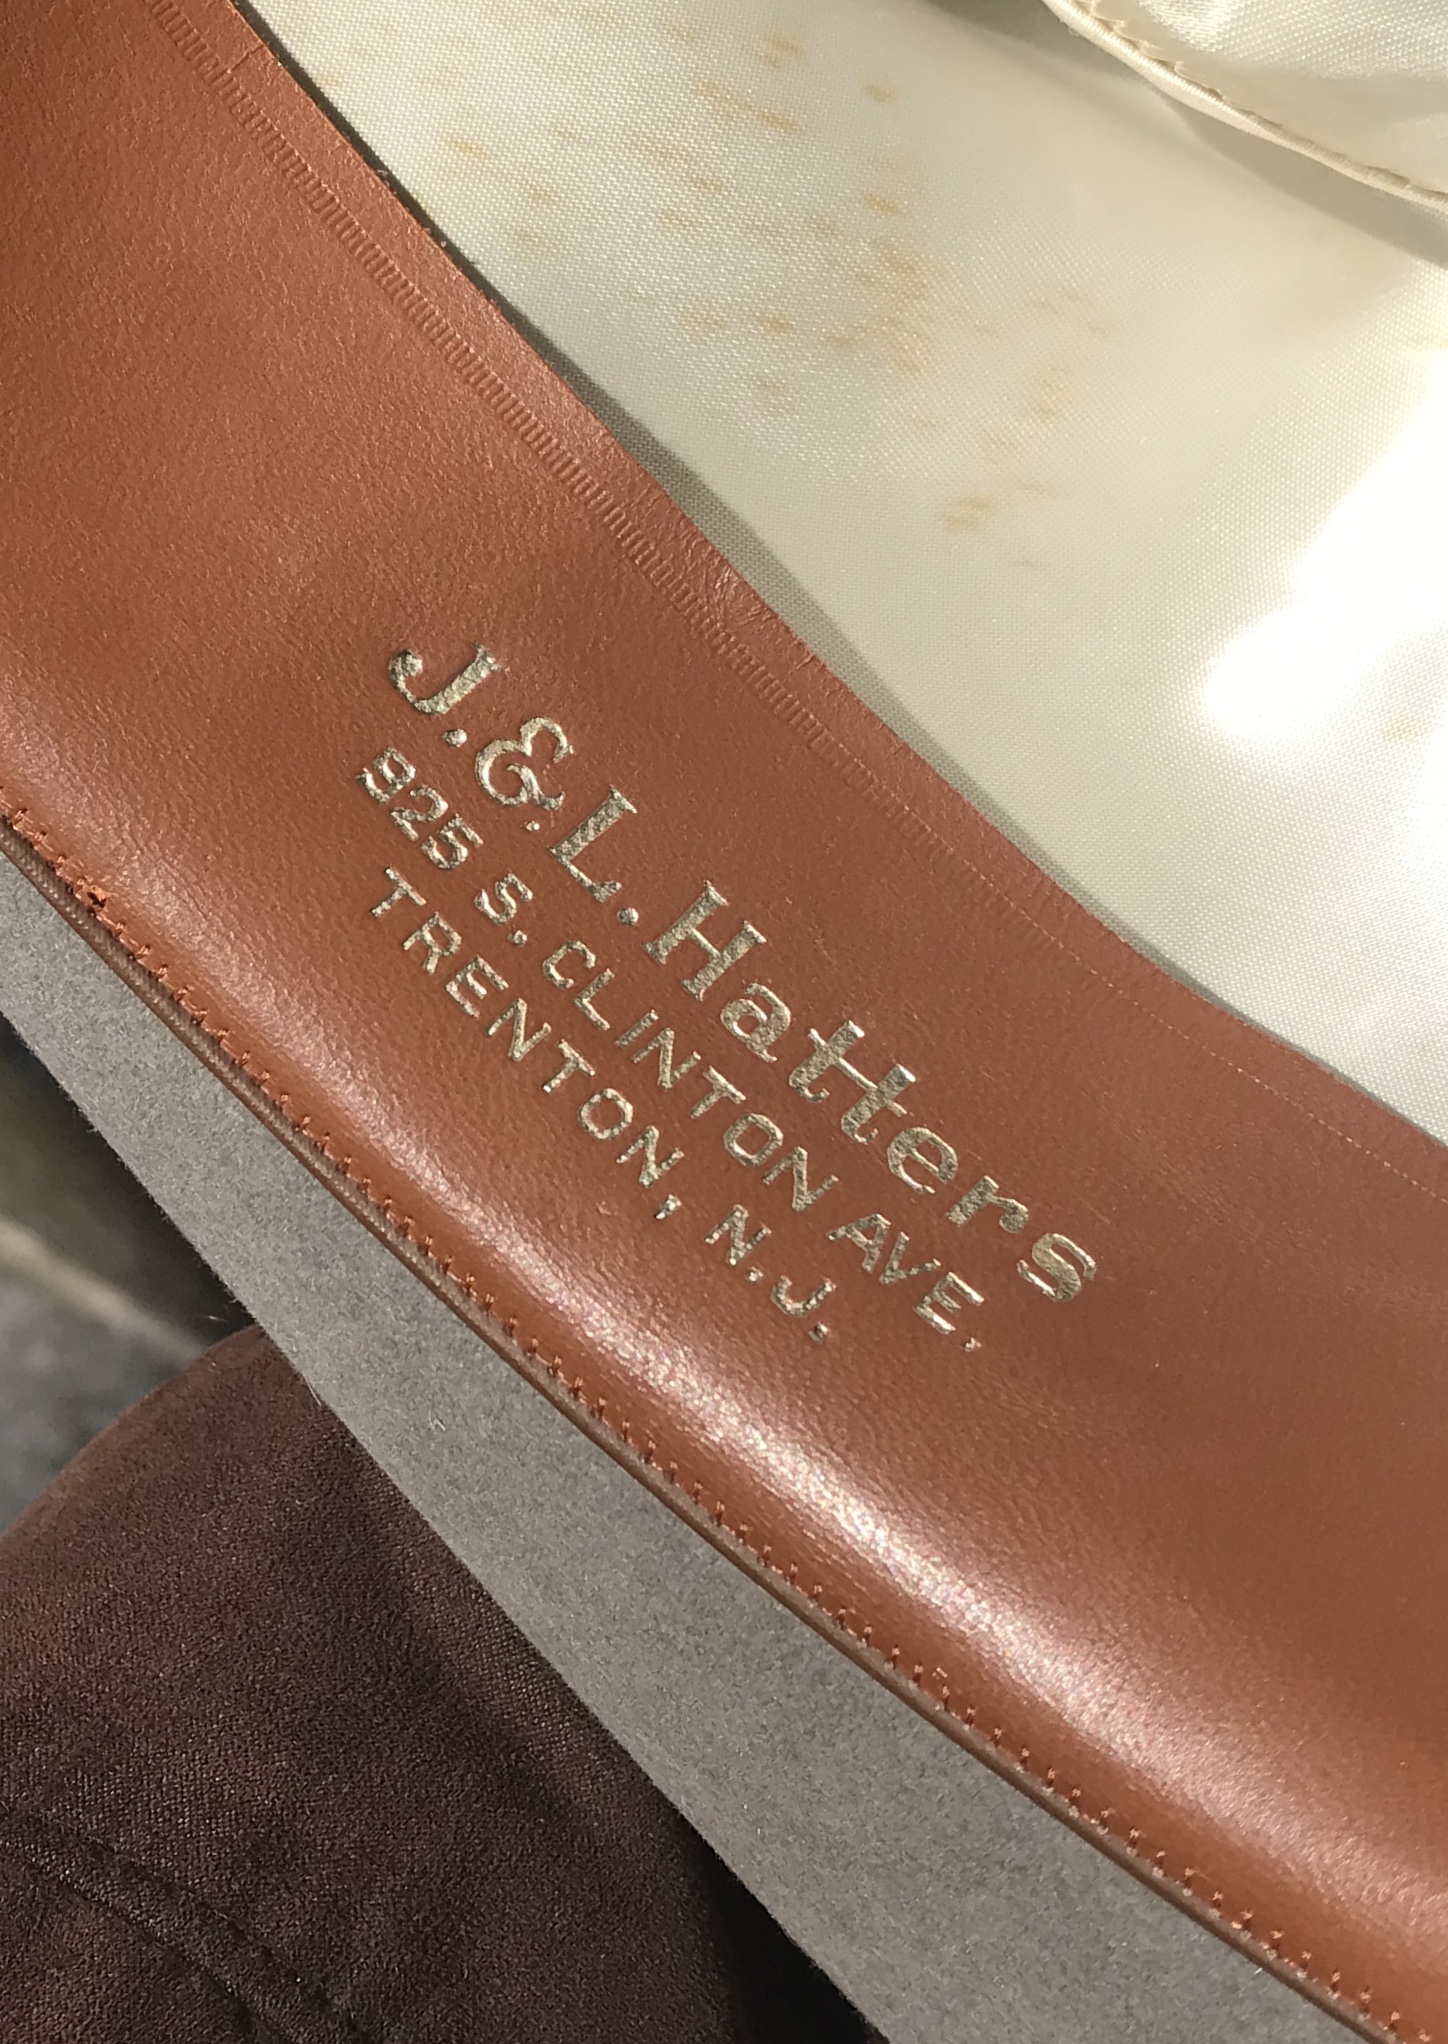 J. & L. Hatters
925 S. CLINTON AVE.
TRENTON, N.J.